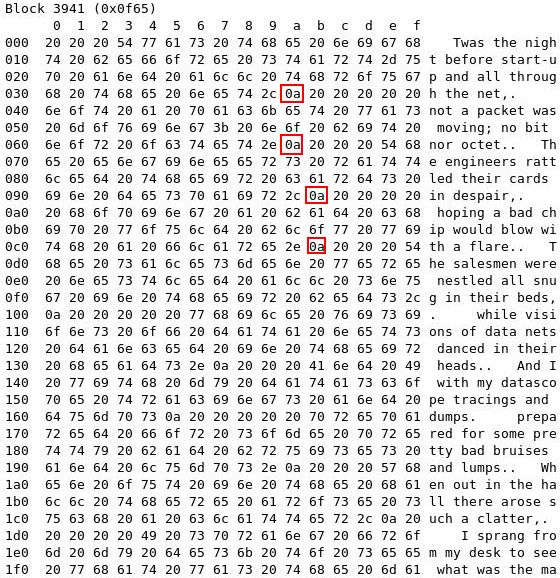 Block 3941 (0x0f65)
0 1 2 3 4 5 6 7 8 9 a b c d e f
000 20 20 20 54 77 61 73 20 74 68 65 20 6e 69 67 68    Twas the nigh
010 74 20 62 65 66 6f 72 65 20 73 74 61 72 74 2d 75 t before start-u
020 70 20 61 6e 64 20 61 6c 6c 20 74 68 72 6f 75 67 p and all throug
030 68 20 74 68 65 20 6e 65 74 2c 0a 20 20 20 20 20 h the net,.
040 6e 6f 74 20 61 20 70 61 63 6b 65 74 20 77 61 73 not a packet was
050 20 6d 6f 76 69 6e 67 3b 20 6e 6f 20 62 69 74 20  moving; no bit
060 6e 6f 72 20 6f 63 74 65 74 2e 0a 20 20 20 54 68 nor octet..   Th
070 65 20 65 6e 67 69 6e 65 65 72 73 20 72 61 74 74 e engineers ratt
080 6c 65 64 20 74 68 65 69 72 20 63 61 72 64 73 20 led their cards
090 69 6e 20 64 65 73 70 61 69 72 2c 0a 20 20 20 20 in despair,.
0a0 20 68 6f 70 69 6e 67 20 61 20 62 61 64 20 63 68  hoping a bad ch
0b0 69 70 20 77 6f 75 6c 64 20 62 6c 6f 77 20 77 69 ip would blow wi
0c0 74 68 20 61 20 66 6c 61 72 65 2e 0a 20 20 20 54 th a flare..   T
0d0 68 65 20 73 61 6c 65 73 6d 65 6e 20 77 65 72 65 he salesmen were
0e0 20 6e 65 73 74 6c 65 64 20 61 6c 6c 20 73 6e 75  nestled all snu
0f0 67 20 69 6e 20 74 68 65 69 72 20 62 65 64 73 2c g in their beds,
100 0a 20 20 20 20 20 77 68 69 6c 65 20 76 69 73 69 .     while visi
110 6f 6e 73 20 6f 66 20 64 61 74 61 20 6e 65 74 73 ons of data nets
120 20 64 61 6e 63 65 64 20 69 6e 20 74 68 65 69 72  danced in their
130 20 68 65 61 64 73 2e 0a 20 20 20 41 6e 64 20 49  heads..   And I
140 20 77 69 74 68 20 6d 79 20 64 61 74 61 73 63 6f  with my datasco
150 70 65 20 74 72 61 63 69 6e 67 73 20 61 6e 64 20 pe tracings and
160 64 75 6d 70 73 0a 20 20 20 20 20 70 72 65 70 61 dumps.     prepa
170 72 65 64 20 66 6f 72 20 73 6f 6d 65 20 70 72 65 red for some pre
180 74 74 79 20 62 61 64 20 62 72 75 69 73 65 73 20 tty bad bruises
190 61 6e 64 20 6c 75 6d 70 73 2e 0a 20 20 20 57 68 and lumps..   Wh
1a0 65 6e 20 6f 75 74 20 69 6e 20 74 68 65 20 68 61 en out in the ha
1b0 6c 6c 20 74 68 65 72 65 20 61 72 6f 73 65 20 73 ll there arose s
1c0 75 63 68 20 61 20 63 6c 61 74 74 65 72 2c 0a 20 uch a clatter,.
1d0 20 20 20 20 49 20 73 70 72 61 6e 67 20 66 72 6f     I sprang fro
1e0 6d 20 6d 79 20 64 65 73 6b 20 74 6f 20 73 65 65 m my desk to see
1f0 20 77 68 61 74 20 77 61 73 20 74 68 65 20 6d 61  what was the ma